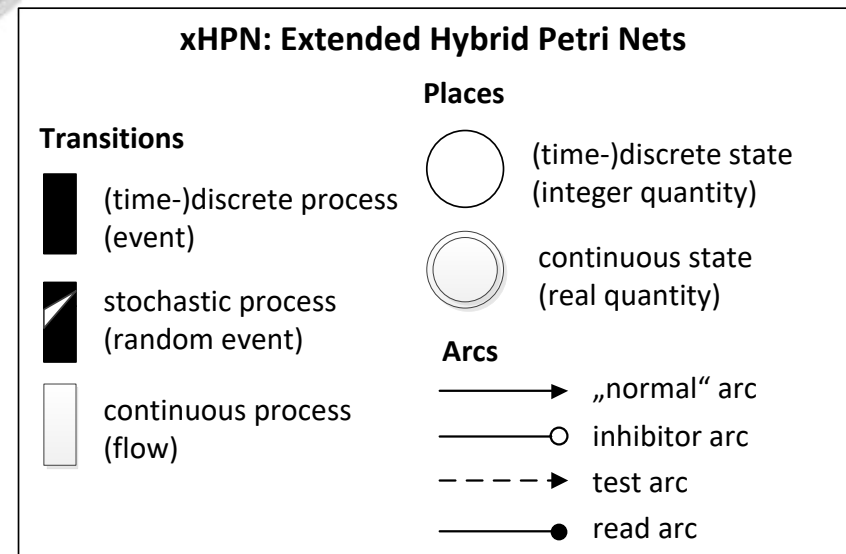 xHPN: Extended Hybrid Petri Nets
Transitions
(time-)discrete process
(event)
stochastic process
(random event)
continuous process
(flow)
Places
(time-)discrete state
(integer quantity)
continuous state
(real quantity)
Arcs
„normal“ arc
inhibitor arc
test arc
read arc